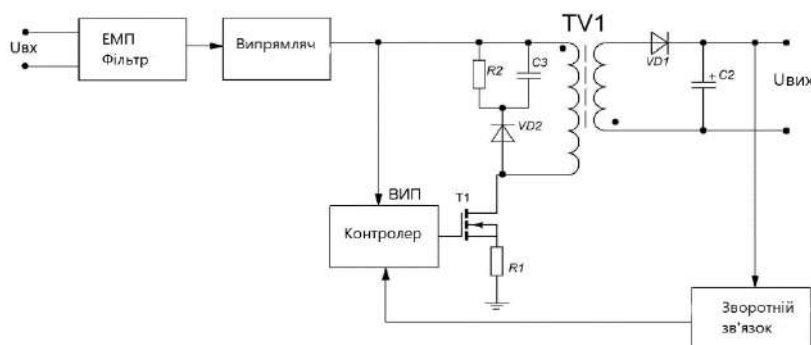 TV1
Uвх
ЕМП
Фільтр
Випрямляч
R2
C3
VD1
+
C2
Uвих
VD2
ВИП
T1
Контролер
R1
Зворотній
зв'язок